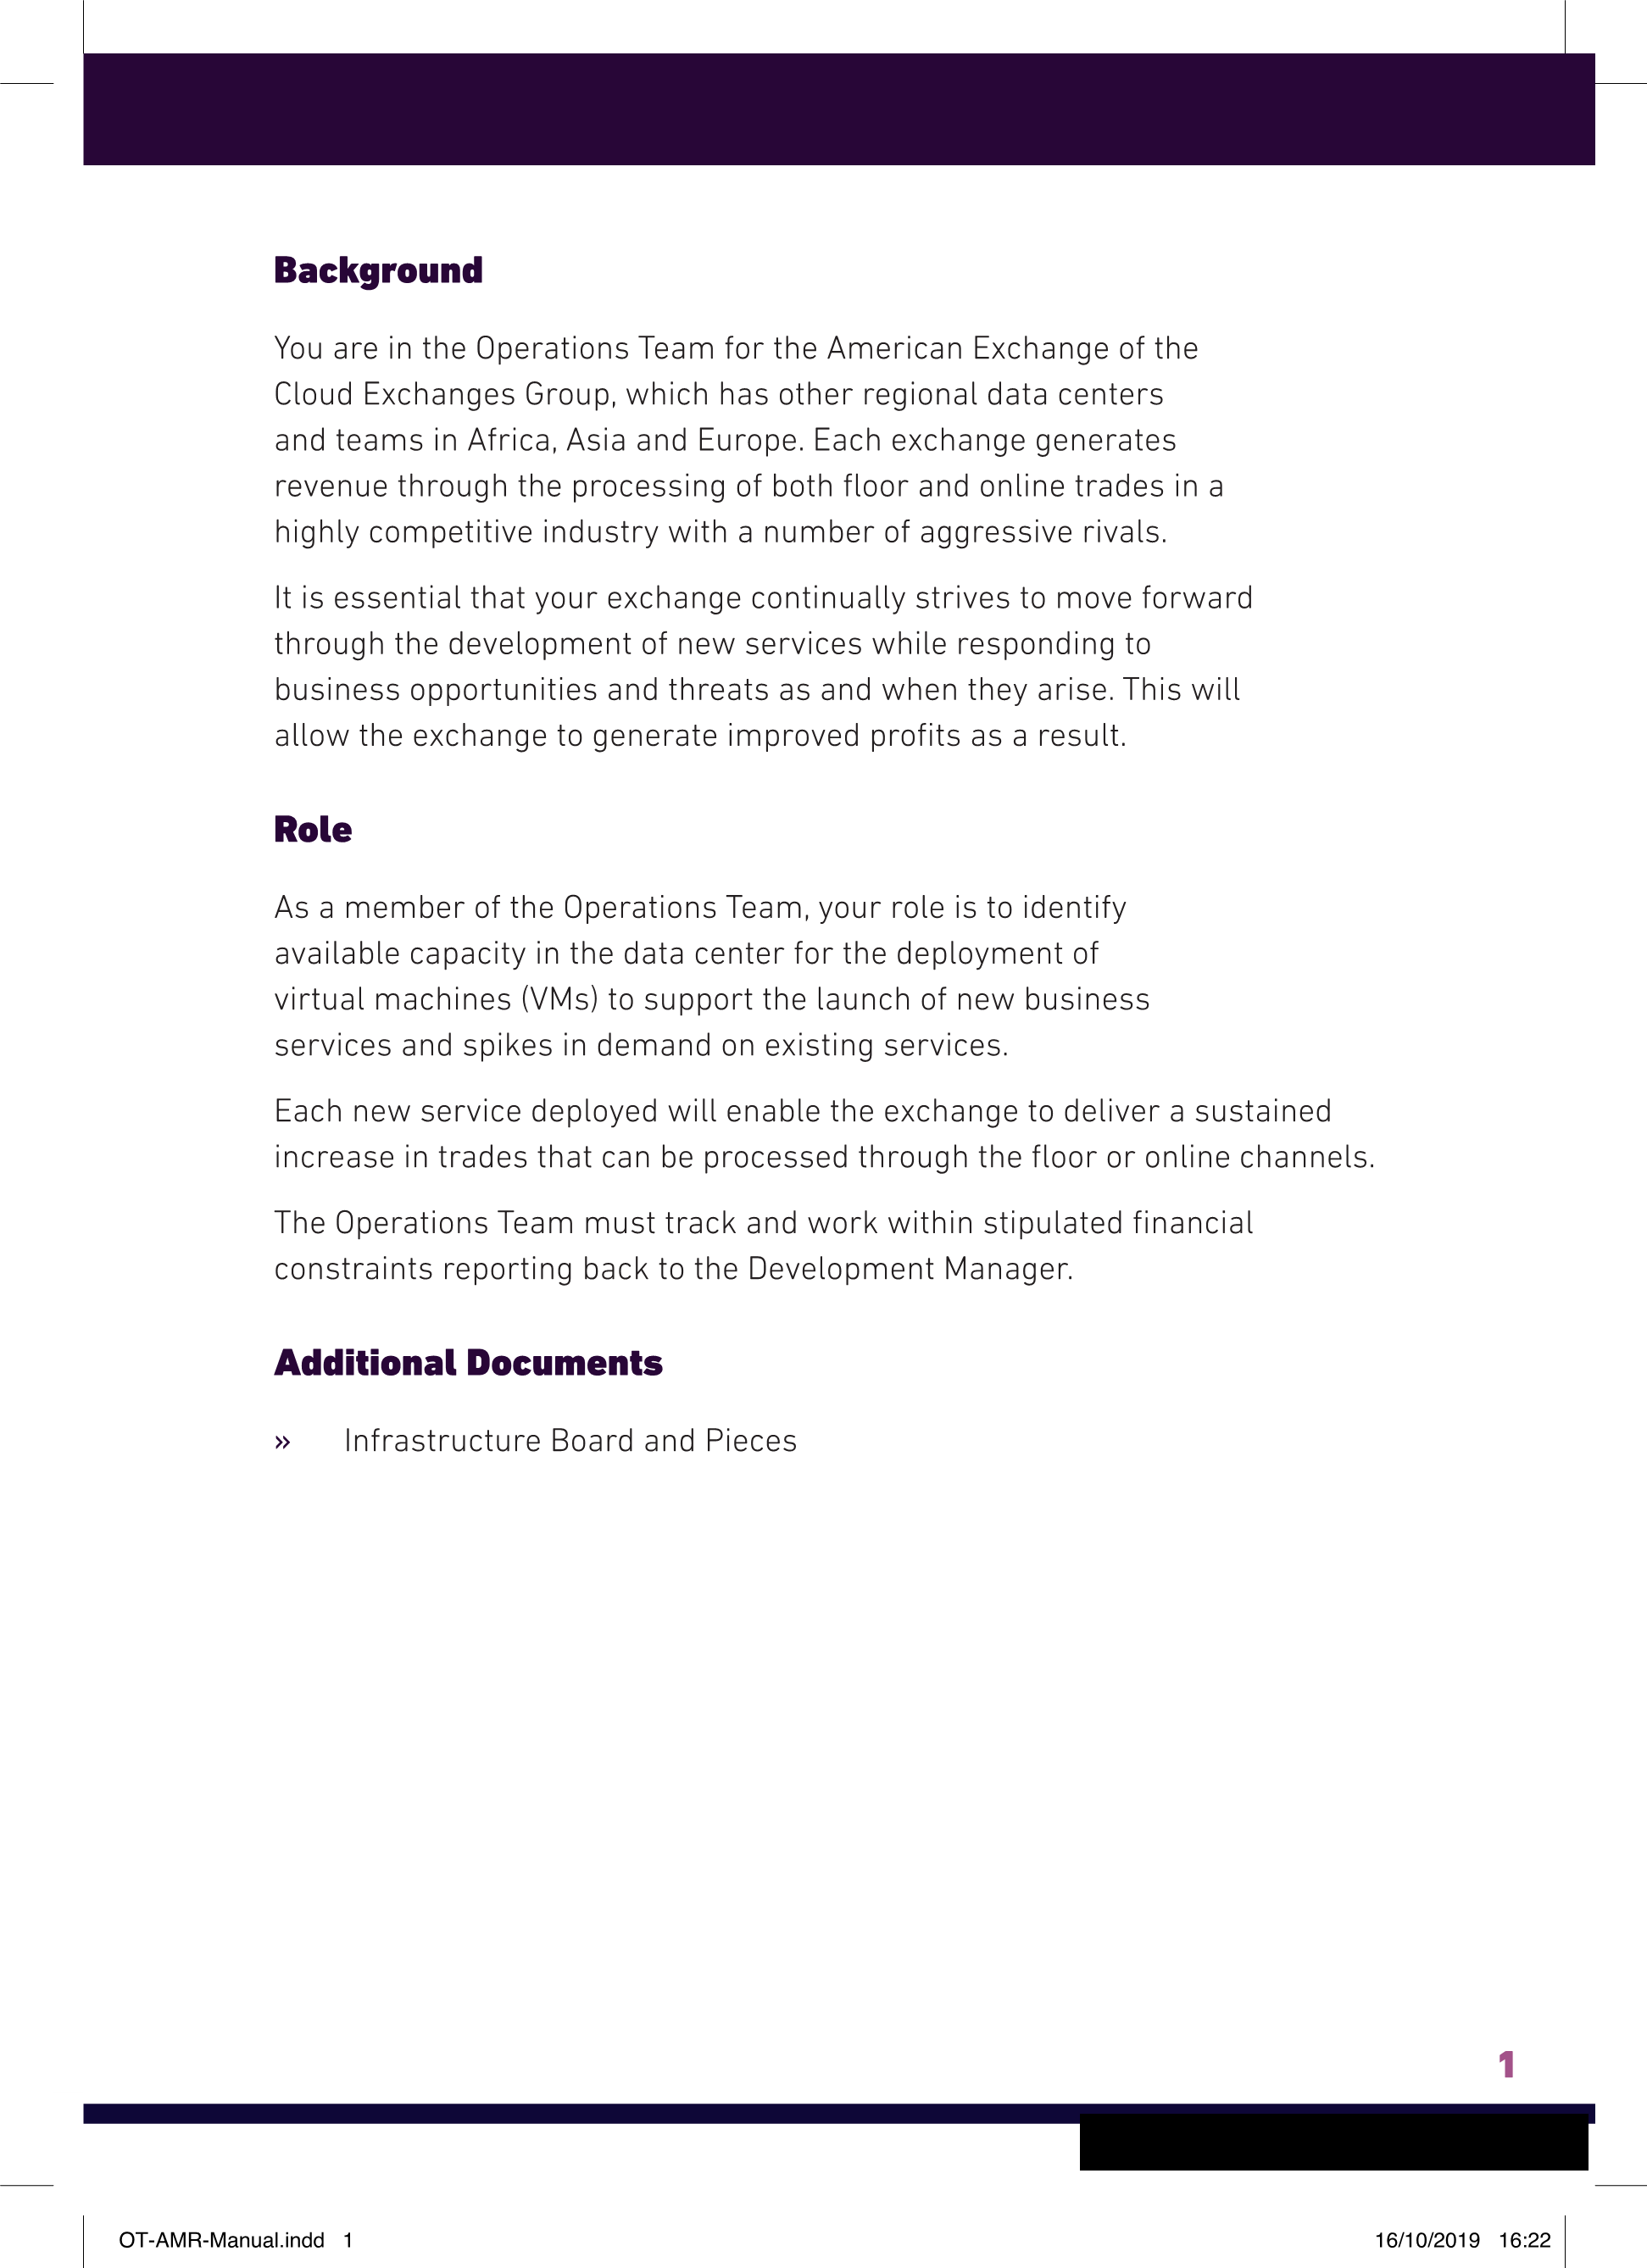 Background
You are in the Operations Team for the American Exchange of the
Cloud Exchanges Group, which has other regional data centers
and teams in Africa, Asia and Europe. Each exchange generates
revenue through the processing of both floor and online trades in a
highly competitive industry with a number of aggressive rivals.
It is essential that your exchange continually strives to move forward
through the development of new services while responding to
business opportunities and threats as and when they arise. This will
allow the exchange to generate improved profits as a result.
Role
As a member of the Operations Team, your role is to identify
available capacity in the data center for the deployment of
virtual machines (VMs) to support the launch of new business
services and spikes in demand on existing services.
Each new service deployed will enable the exchange to deliver a sustained
increase in trades that can be processed through the floor or online channels.
The Operations Team must track and work within stipulated financial
constraints reporting back to the Development Manager.
Additional Documents
» Infrastructure Board and Pieces
1
OT-AMR-Manual.indd 1
16/10/2019 16:22